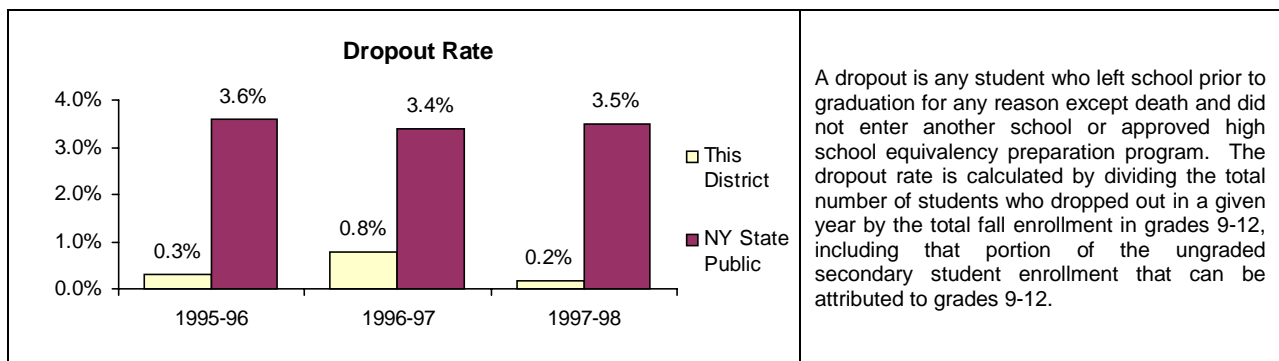 Dropout Rate
4.0%
3.0%
2.0%
1.0%
0.0%
3.6%
3.4%
3.5%
0.3%
0.8%
0.2%
1995-96
1996-97
1997-98
This
District
NY State
Public
A dropout is any student who left school prior to
graduation for any reason except death and did
not enter another school or approved high
school equivalency preparation program. The
dropout rate is calculated by dividing the total
number of students who dropped out in a given
year by the total fall enrollment in grades 9-12,
including that portion of the ungraded
secondary student enrollment that can be
attributed to grades 9-12.